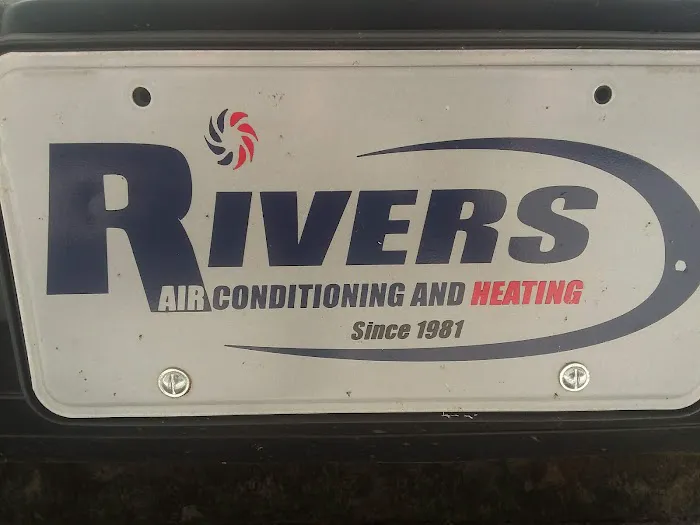 RIVERS
AIR CONDITIONING AND HEATING
Since 1981